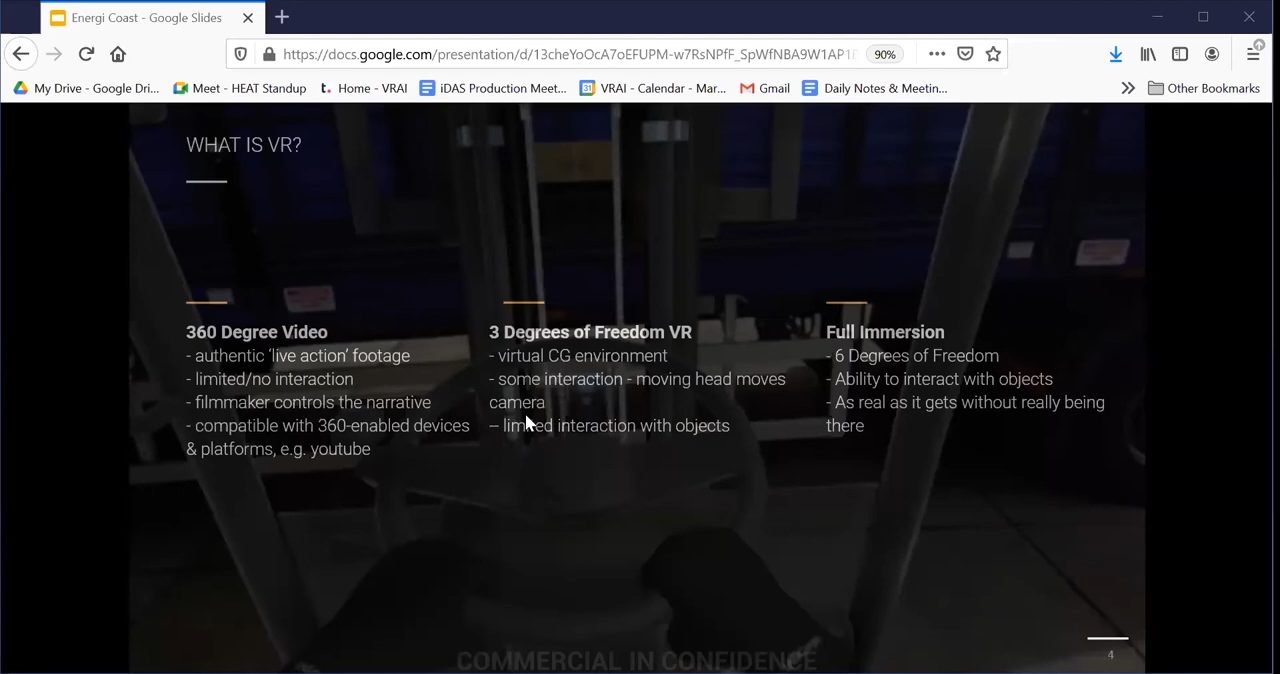 Energi Coast - Google Slides
https://docs.google.com/presentation/d/13cheYoOcA7oEFUPM-w7RsNPfF_SpWfNBA9W1AP1
90%
My Drive - Google Dri...
Meet - HEAT Standup
Home - VRAI
iDAS Production Meet...
VRAI - Calendar - Mar...
Gmail
Daily Notes & Meetin...
Other Bookmarks
WHAT IS VR?
360 Degree Video
- authentic ‘live action’ footage
- limited/no interaction
- filmmaker controls the narrative
- compatible with 360-enabled devices
& platforms, e.g. youtube
3 Degrees of Freedom VR
- virtual CG environment
- some interaction - moving head moves
camera
-- limited interaction with objects
Full Immersion
- 6 Degrees of Freedom
- Ability to interact with objects
- As real as it gets without really being
there
COMMERCIAL IN CONFIDENCE
4